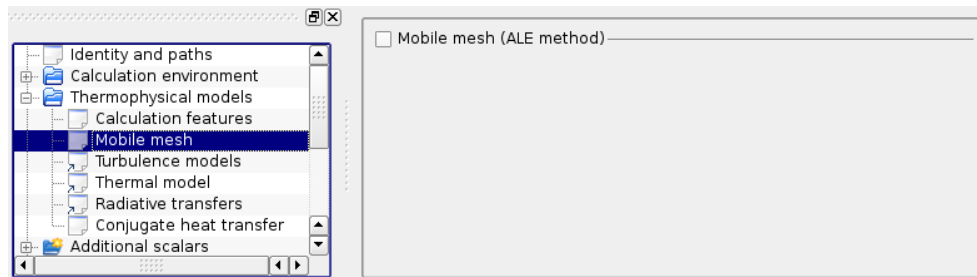 Identity and paths
Calculation environment
Thermophysical models
Calculation features
Mobile mesh
Turbulence models
Thermal model
Radiative transfers
Conjugate heat transfer
Additional scalars
Mobile mesh (ALE method)